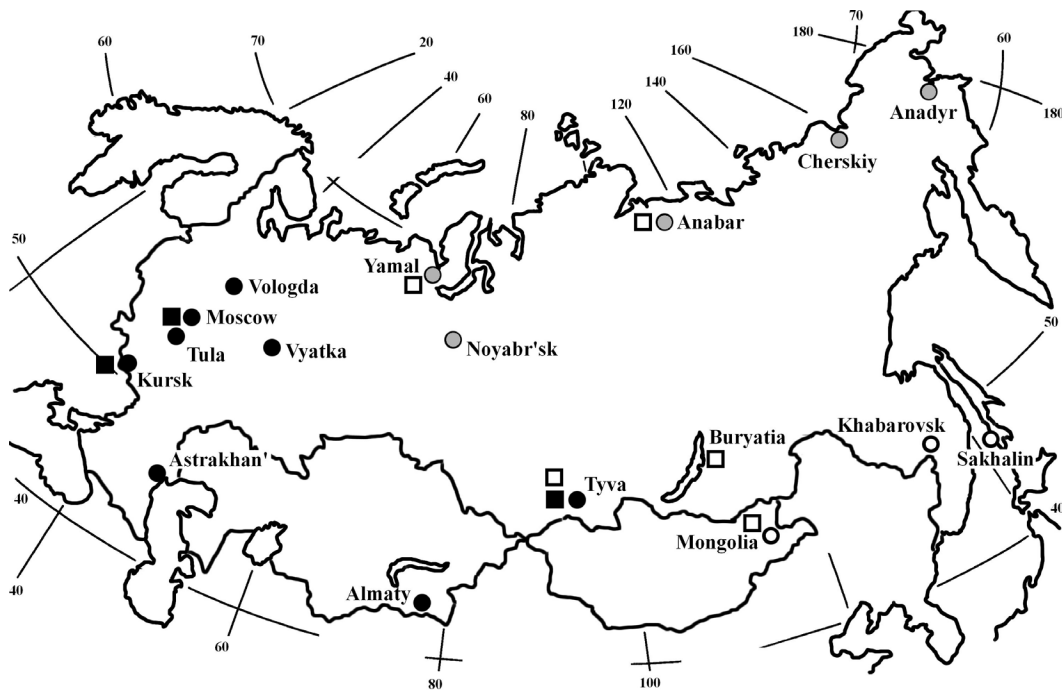 60
70
20
40
60
80
120
140
160
180
70
60
180
Anadyr
Cherskiy
Anabar
50
Yamal
Vologda
Moscow
Tula
Vyatka
Noyabr'sk
Kursk
50
Khabarovsk
Buryatia
Sakhalin
Astrakhan'
Tyva
40
40
Mongolia
40
Almaty
60
80
100